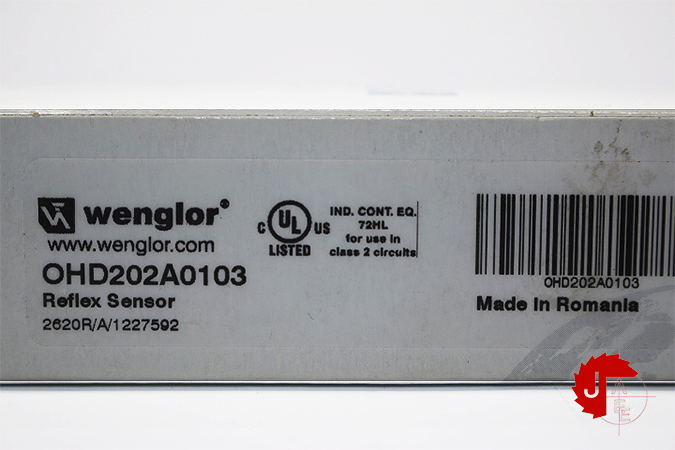 wenglor®
www.wenglor.com
OHD202A0103
Reflex Sensor
2620R/A/1227592
C UL US
LISTED
IND. CONT. EQ.
72HL
for use in
class 2 circuits
OHD202A0103
Made in Romania
J